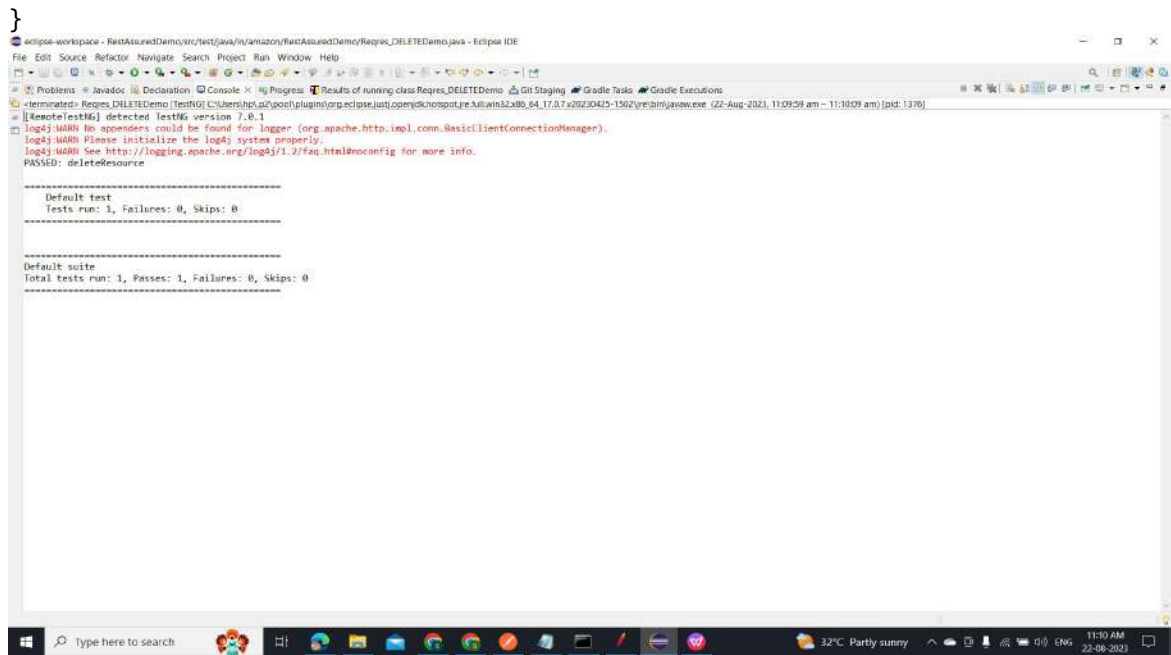 }
eclipse-workspace - RestAssuredDemo/src/test/java/in/amazon/RestAssuredDemo/Reqres_DELETEDemo.java - Eclipse IDE
File Edit Source Refactor Navigate Search Project Run Window Help
Problems Javadoc Declaration Console Progress Results of running class Reqres_DELETEDemo Git Staging Gradle Tasks Gradle Executions
<terminated> Reqres_DELETEDemo [TestNG] C:\Users\hp\.p2\pool\plugins\org.eclipse.justj.openjdk.hotspot.jre.full.win32.x86_64_17.0.7.v20230425-1502\jre\bin\javaw.exe (22-Aug-2023, 11:09:59 am – 11:10:09 am) [pid: 1376]
[RemoteTestNG] detected TestNG version 7.0.1
log4j:WARN No appenders could be found for logger (org.apache.http.impl.conn.BasicClientConnectionManager).
log4j:WARN Please initialize the log4j system properly.
log4j:WARN See http://logging.apache.org/log4j/1.2/faq.html#noconfig for more info.
PASSED: deleteResource
===============================================
Default test
Tests run: 1, Failures: 0, Skips: 0
===============================================
===============================================
Default suite
Total tests run: 1, Passes: 1, Failures: 0, Skips: 0
===============================================
Type here to search
32°C Partly sunny
ENG
11:10 AM
22-08-2023